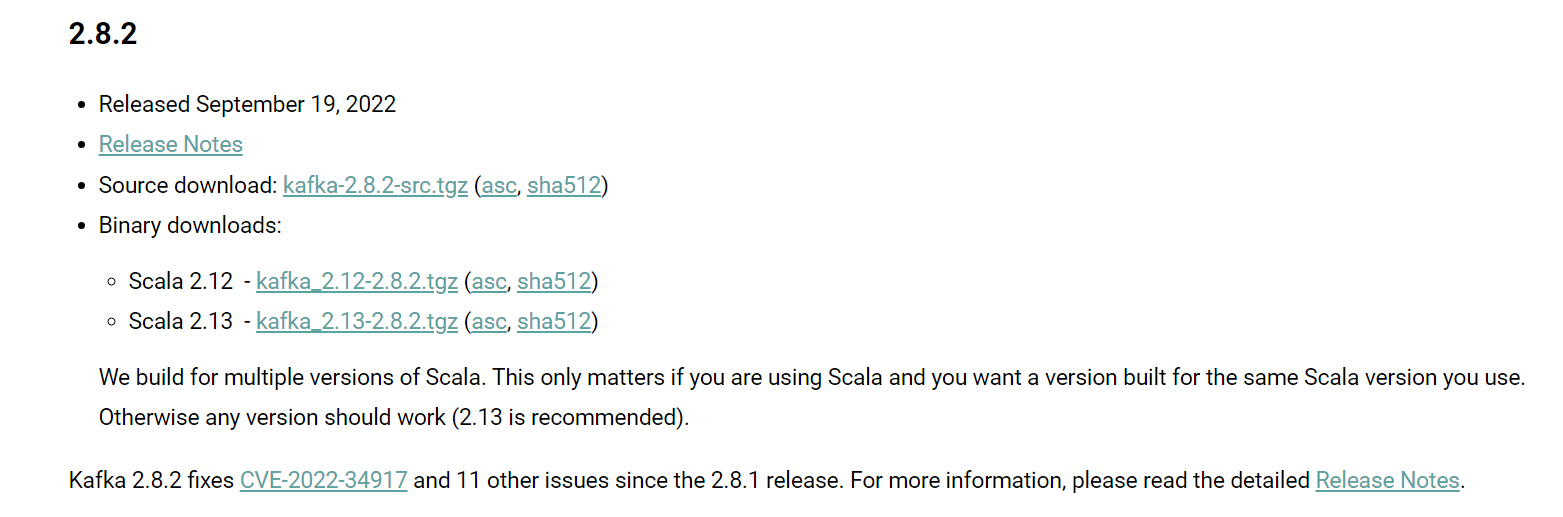 2.8.2
Released September 19, 2022
Release Notes
Source download: kafka-2.8.2-src.tgz (asc, sha512)
Binary downloads:
Scala 2.12  - kafka_2.12-2.8.2.tgz (asc, sha512)
Scala 2.13  - kafka_2.13-2.8.2.tgz (asc, sha512)
We build for multiple versions of Scala. This only matters if you are using Scala and you want a version built for the same Scala version you use.
Otherwise any version should work (2.13 is recommended).
Kafka 2.8.2 fixes CVE-2022-34917 and 11 other issues since the 2.8.1 release. For more information, please read the detailed Release Notes.